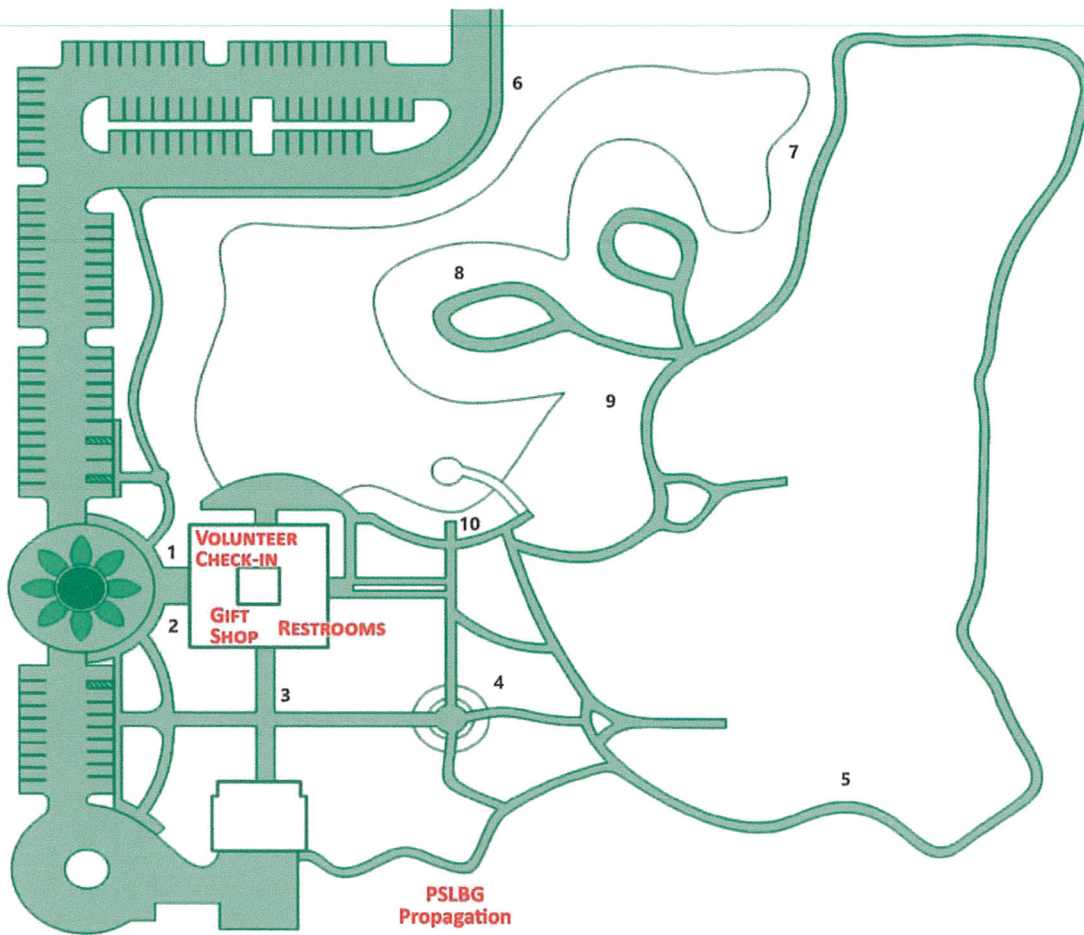 6
7
8
9
10
VOLUNTEER
CHECK-IN
1
GIFT
SHOP
RESTROOMS
2
3
4
5
PSLBG
Propagation